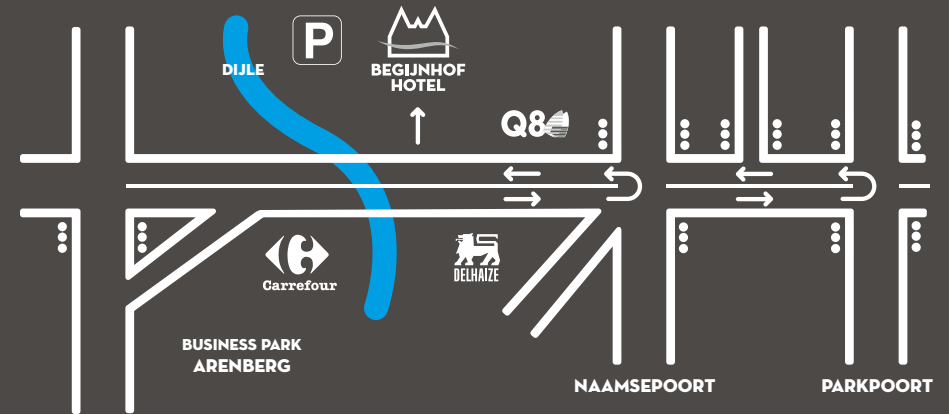 P
DIJLE
BEGIJNHOF
HOTEL
Q8
Carrefour
DELHAIZE
BUSINESS PARK
ARENBERG
NAAMSEPOORT
PARKPOORT